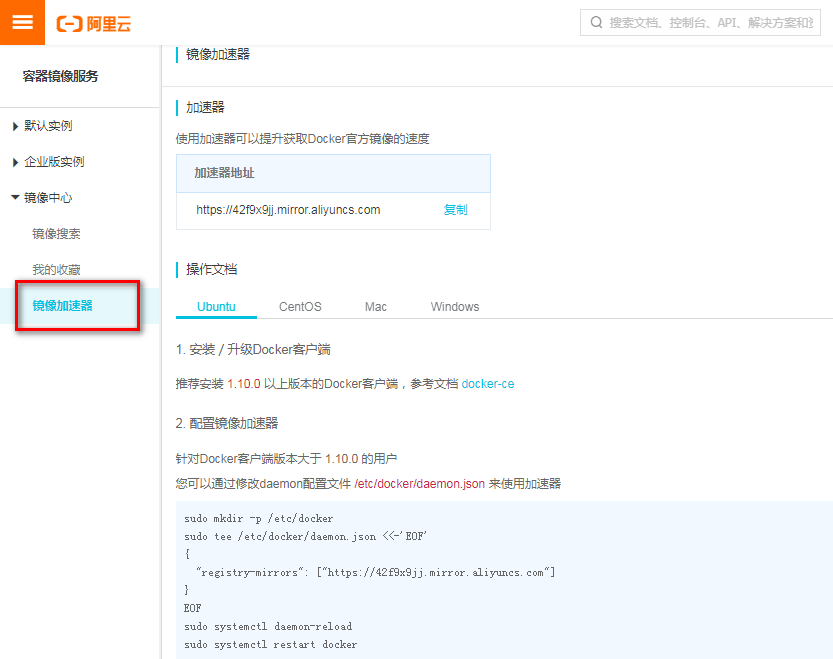 阿里云
搜索文档、控制台、API、解决方案和
容器镜像服务
默认实例
企业版实例
镜像中心
镜像搜索
我的收藏
镜像加速器
镜像加速器
加速器
使用加速器可以提升获取Docker官方镜像的速度
加速器地址
https://42f9x9jj.mirror.aliyuncs.com 复制
操作文档
Ubuntu CentOS Mac Windows
1. 安装 / 升级Docker客户端
推荐安装 1.10.0 以上版本的Docker客户端，参考文档 docker-ce
2. 配置镜像加速器
针对Docker客户端版本大于 1.10.0 的用户
您可以通过修改daemon配置文件 /etc/docker/daemon.json 来使用加速器
sudo mkdir -p /etc/docker
sudo tee /etc/docker/daemon.json <<-'EOF'
{
"registry-mirrors": ["https://42f9x9jj.mirror.aliyuncs.com"]
}
EOF
sudo systemctl daemon-reload
sudo systemctl restart docker